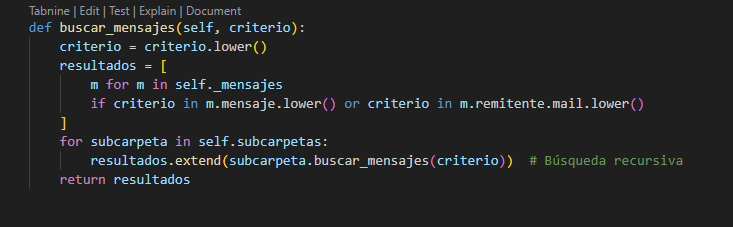 Tabnine | Edit | Test | Explain | Document
def buscar_mensajes(self, criterio):
    criterio = criterio.lower()
    resultados = [
        m for m in self._mensajes
        if criterio in m.mensaje.lower() or criterio in m.remitente.mail.lower()
    ]
    for subcarpeta in self.subcarpetas:
        resultados.extend(subcarpeta.buscar_mensajes(criterio))  # Búsqueda recursiva
    return resultados